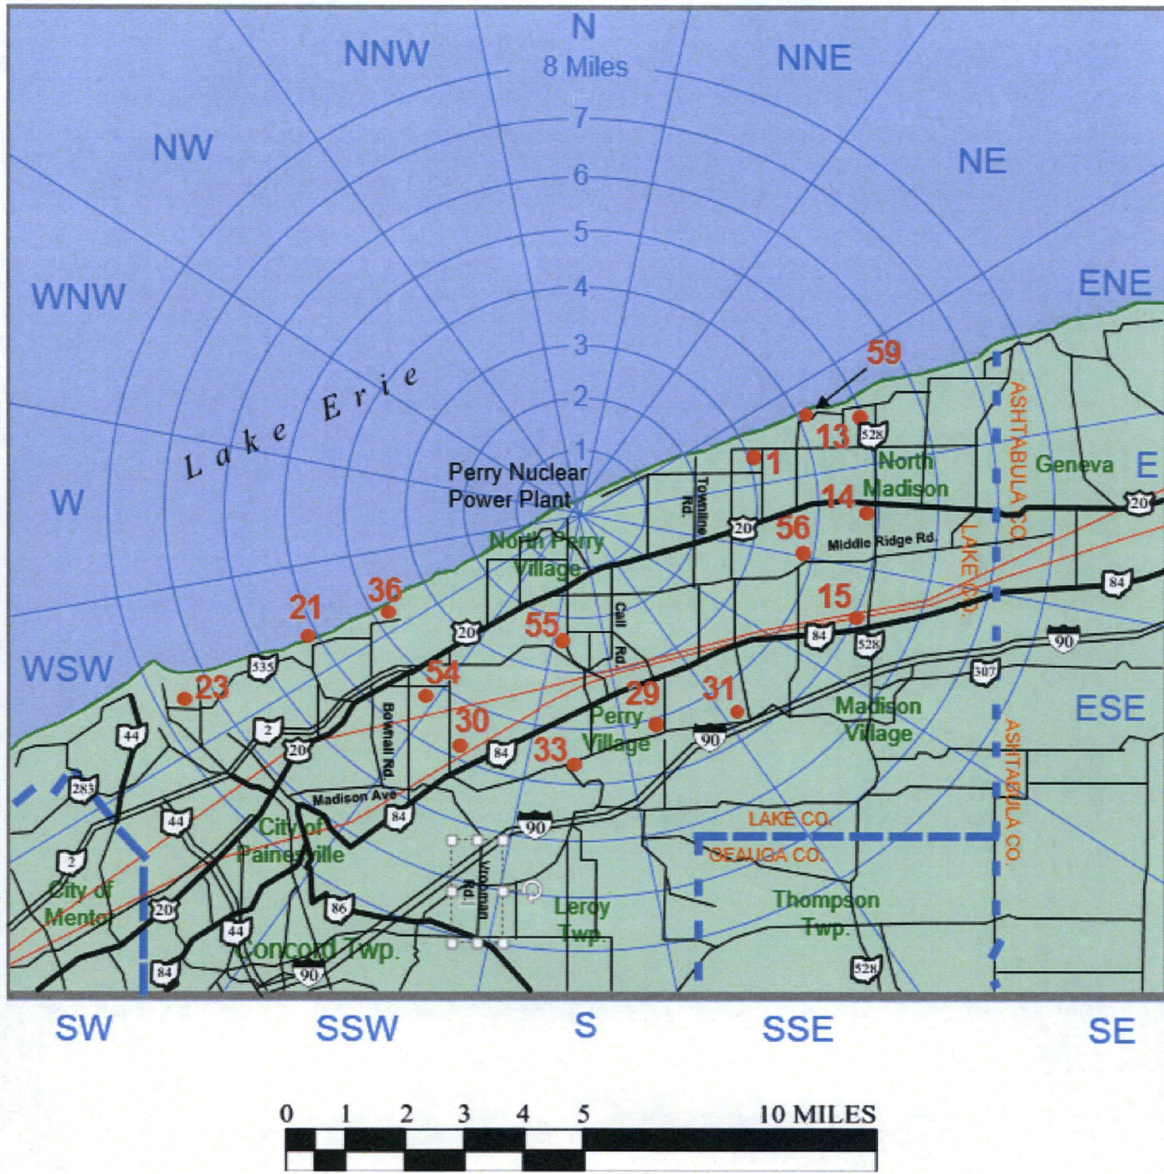 N
NNW
8 Miles
NNE
7
NW
NE
6
5
WNW
ENE
4
3
59
Lake Erie
2
ASHTABULA CO
13
528
1
1
North
Madison
Geneva
E
Perry Nuclear
Power Plant
W
Townline
Rd.
14
20
20
56
Middle Ridge Rd.
LAKE CO.
North Perry
Village
84
36
21
15
Call Rd.
55
20
84
528
90
535
WSW
307
54
23
29
31
Madison
Village
ESE
Bowhall Rd.
30
Perry
Village
44
2
20
84
33
90
ASHTABULA CO.
283
Madison Ave
84
44
City of
Painesville
90
LAKE CO.
GEAUGA CO.
2
Vrooman
Rd.
City of
Mentor
20
86
Leroy
Twp.
Thompson
Twp.
44
Concord Twp.
84
90
528
SW
SSW
S
SSE
SE
0 1 2 3 4 5 10 MILES